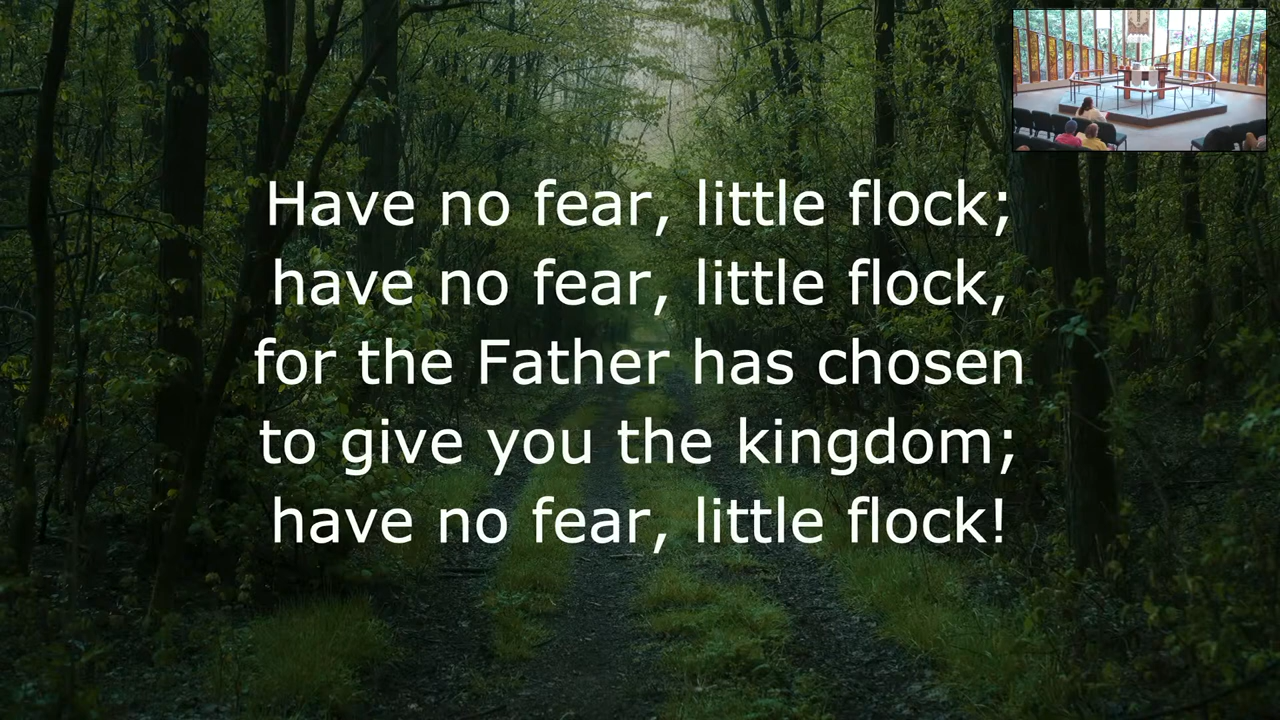 Have no fear, little flock;
have no fear, little flock,
for the Father has chosen
to give you the kingdom;
have no fear, little flock!